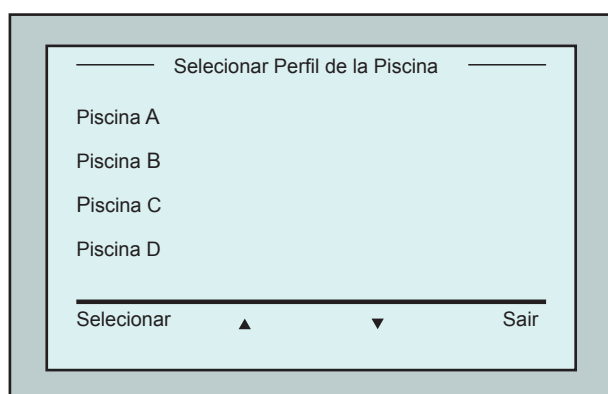 Selecionar Perfil de la Piscina
Piscina A
Piscina B
Piscina C
Piscina D
Selecionar ▲ ▼ Sair